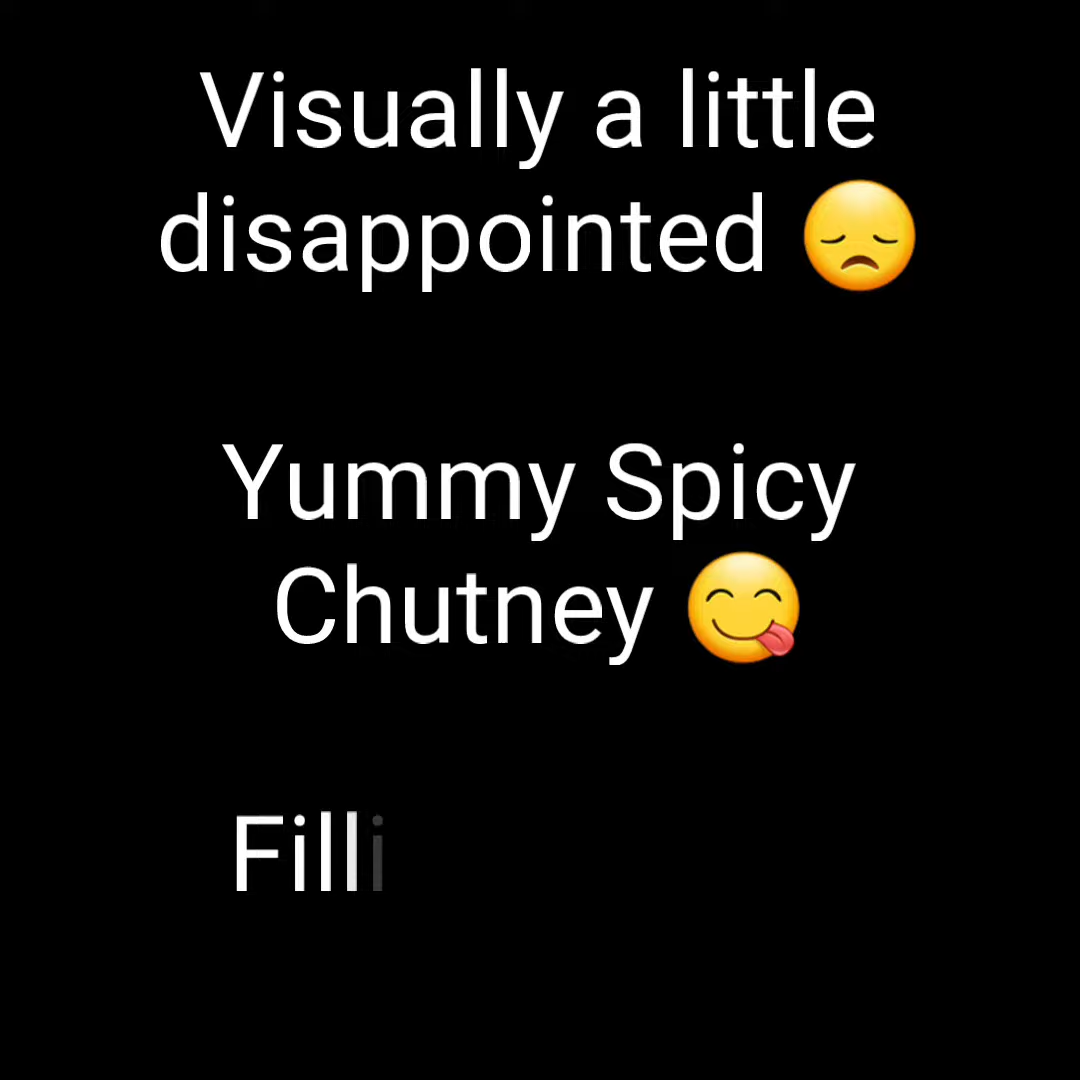 Visually a little
disappointed 😞
Yummy Spicy
Chutney 😋
Filli